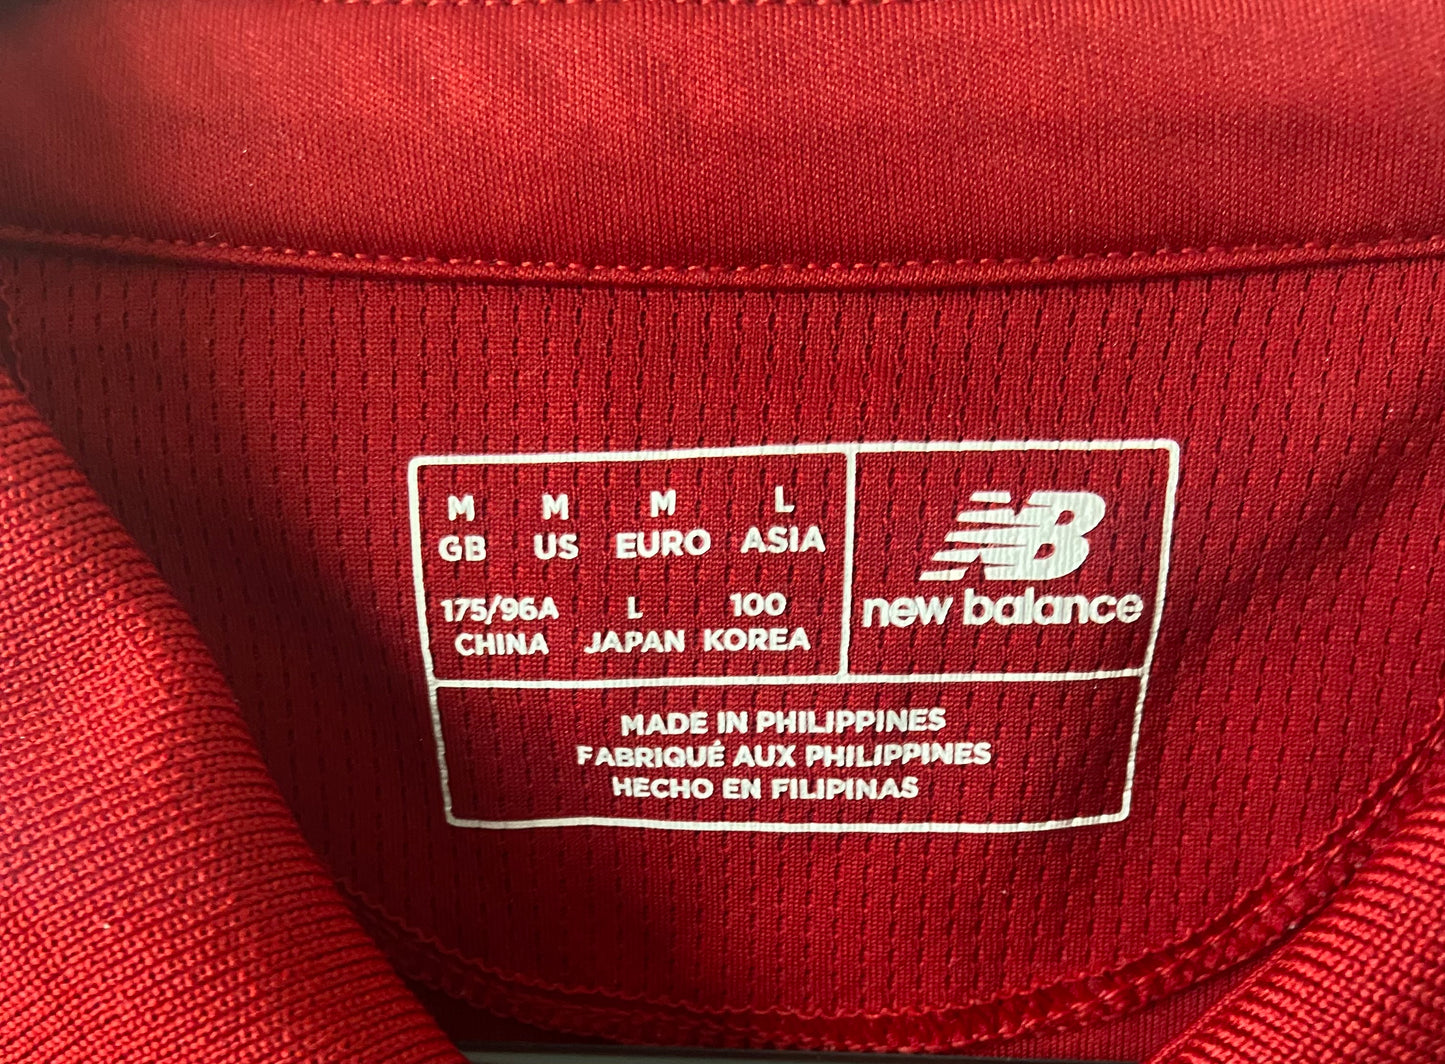 M M M L
GB US EURO ASIA
175/96A L 100
CHINA JAPAN KOREA
NB
new balance
MADE IN PHILIPPINES
FABRIQUÉ AUX PHILIPPINES
HECHO EN FILIPINAS